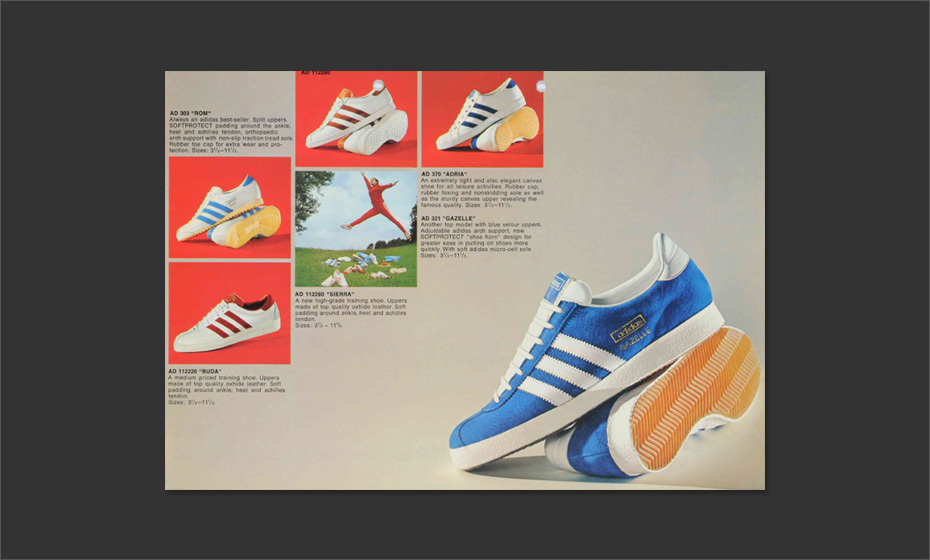 AD 112280
AD 303 "ROM"
Always an adidas best-seller. Split uppers.
SOFTPROTECT padding around the ankle,
heel and achilles tendon, orthopaedic
arch support with non-slip traction tread sole.
Rubber toe cap for extra wear and pro-
tection. Sizes: 3½–11½.
AD 112220 "BUDA"
A medium priced training shoe. Uppers
made of top quality oxhide leather. Soft
padding around ankle, heel and achilles
tendon.
Sizes: 3½–11½.
AD 112280 "SIERRA"
A new high-grade training shoe. Uppers
made of top quality oxhide leather. Soft
padding around ankle, heel and achilles
tendon.
Sizes: 3½ – 11½.
AD 370 "ADRIA"
An extremely light and also elegant canvas
shoe for all leisure activities. Rubber cap,
rubber foxing and nonskidding sole as well
as the sturdy canvas upper revealing the
famous quality. Sizes: 3½–11½.
AD 321 "GAZELLE"
Another top model with blue velour uppers.
Adjustable adidas arch support, new
SOFTPROTECT "shoe horn" design for
greater ease in putting on shoes more
quickly. With soft adidas micro-cell sole
Sizes: 3½–11½.
adidas
GAZELLE